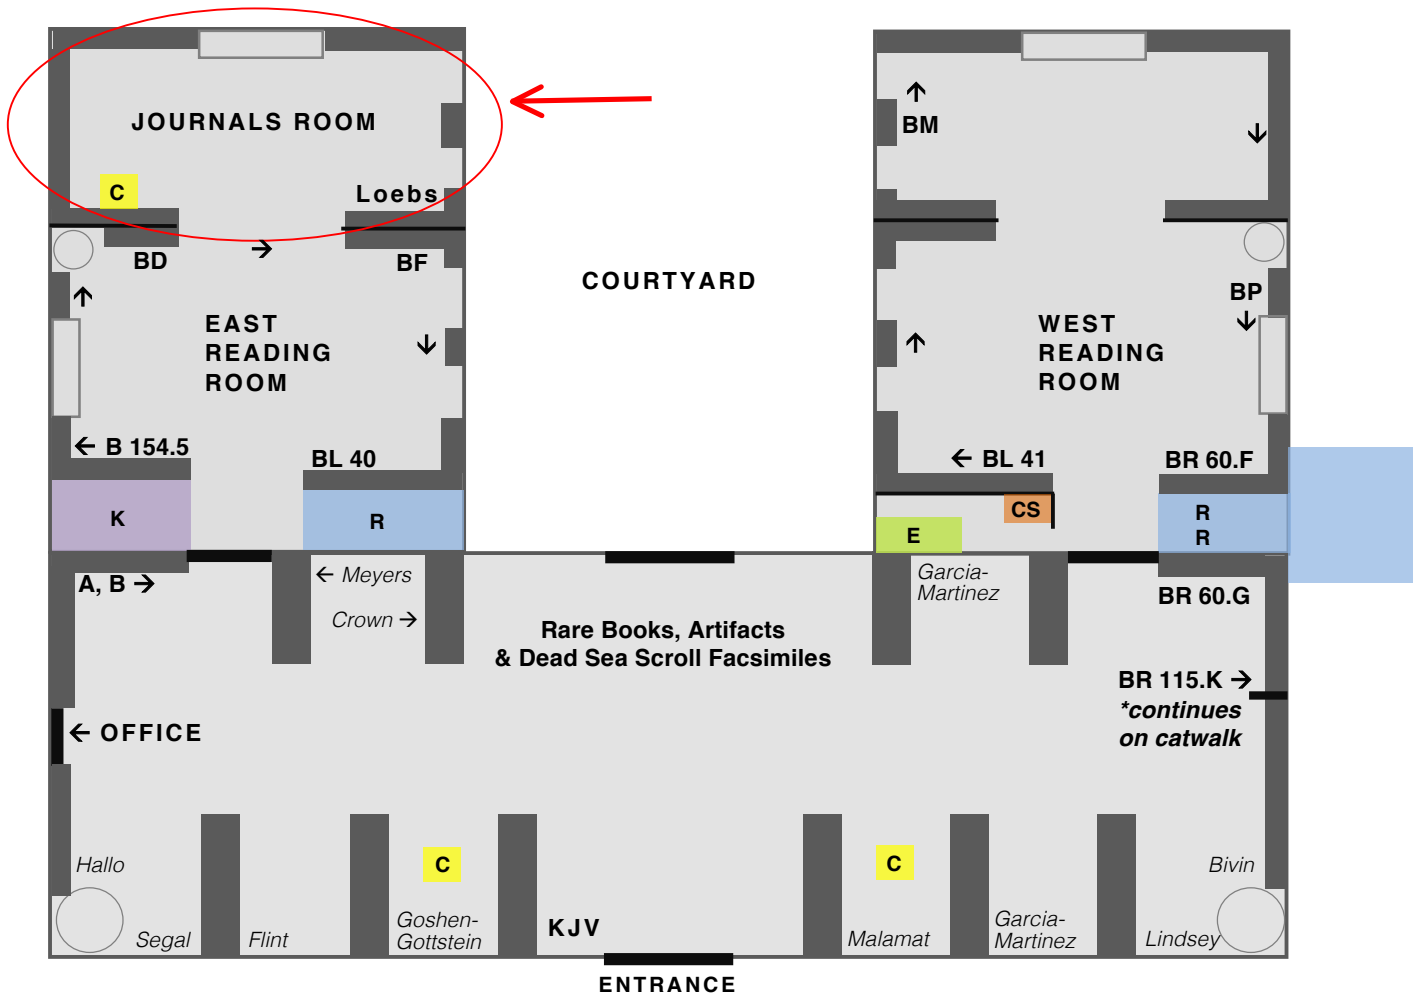 JOURNALS ROOM
C
Loebs
BD
→
BF
↑
EAST
READING
ROOM
↓
← B 154.5
BL 40
K
R
COURTYARD
↑
BM
↓
BP
↓
WEST
READING
ROOM
↑
← BL 41
BR 60.F
CS
E
R
R
A, B →
← Meyers
Crown →
Rare Books, Artifacts
& Dead Sea Scroll Facsimiles
Garcia-
Martinez
BR 60.G
BR 115.K →
*continues
on catwalk
← OFFICE
Hallo
Segal
Flint
C
Goshen-
Gottstein
KJV
C
Malamat
Garcia-
Martinez
Bivin
Lindsey
ENTRANCE